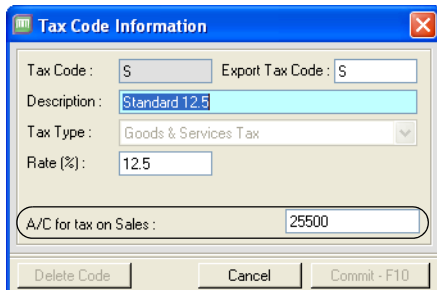 Tax Code Information
Tax Code : S Export Tax Code : S
Description : Standard 12.5
Tax Type : Goods & Services Tax
Rate (%) : 12.5
A/C for tax on Sales : 25500
Delete Code Cancel Commit - F10